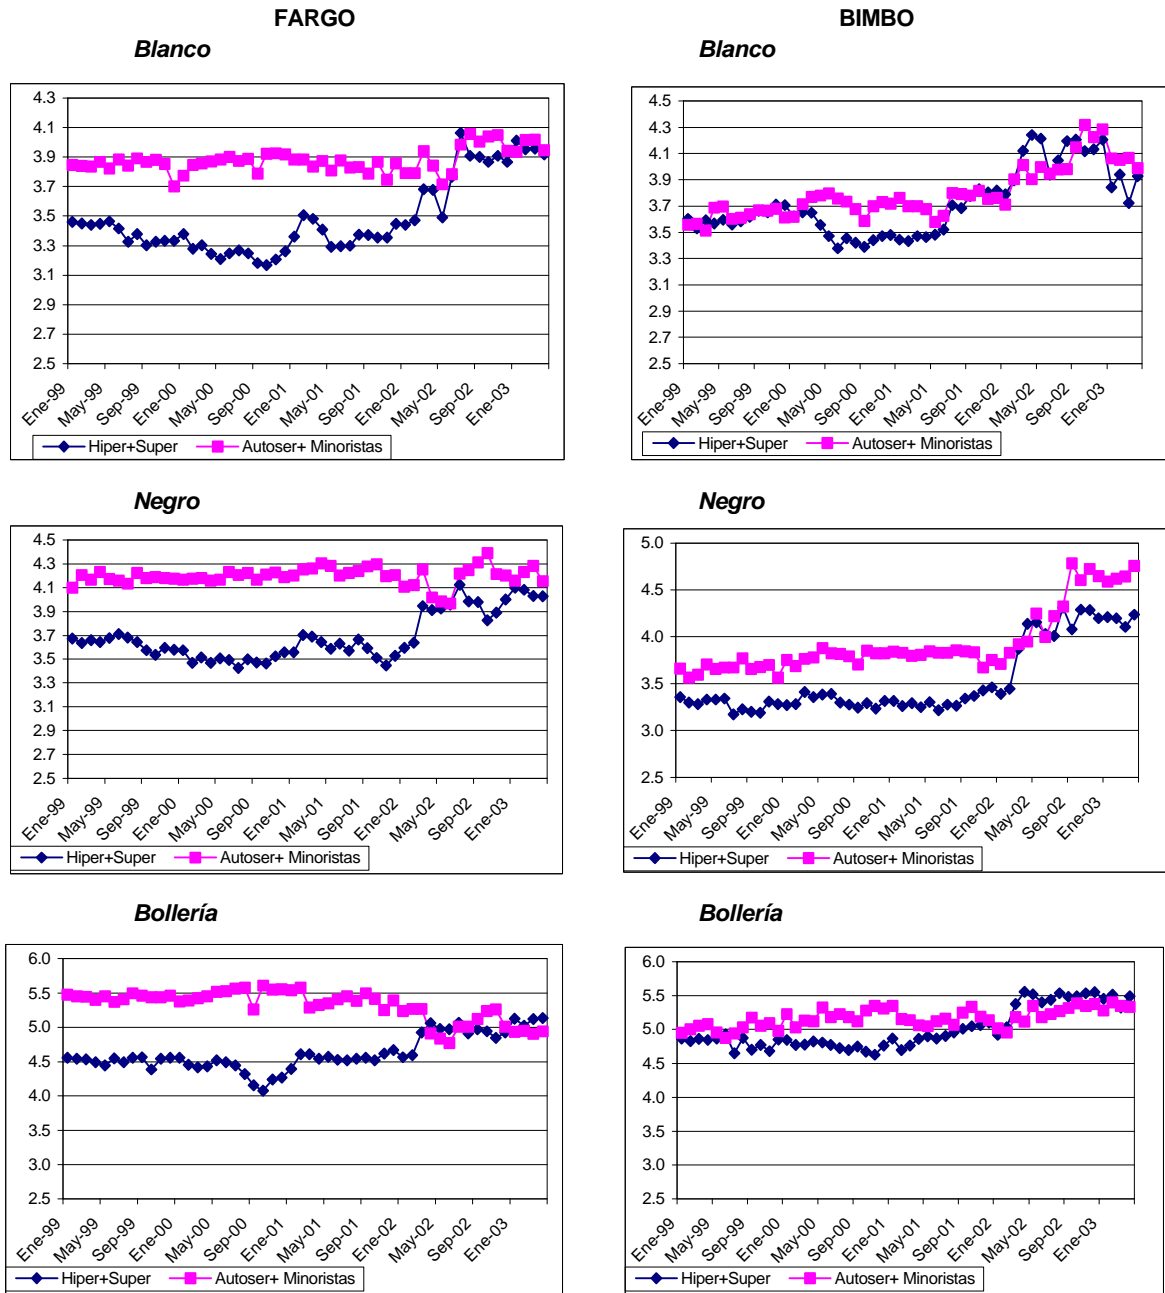 FARGO
BIMBO
Blanco
Blanco
4.3
4.1
3.9
3.7
3.5
3.3
3.1
2.9
2.7
2.5
Ene-99
May-99
Sep-99
Ene-00
May-00
Sep-00
Ene-01
May-01
Sep-01
Ene-02
May-02
Sep-02
Ene-03
Hiper+Super
Autoser+ Minoristas
4.5
4.3
4.1
3.9
3.7
3.5
3.3
3.1
2.9
2.7
2.5
Ene-99
May-99
Sep-99
Ene-00
May-00
Sep-00
Ene-01
May-01
Sep-01
Ene-02
May-02
Sep-02
Ene-03
Hiper+Super
Autoser+ Minoristas
Negro
Negro
4.5
4.3
4.1
3.9
3.7
3.5
3.3
3.1
2.9
2.7
2.5
Ene-99
May-99
Sep-99
Ene-00
May-00
Sep-00
Ene-01
May-01
Sep-01
Ene-02
May-02
Sep-02
Ene-03
Hiper+Super
Autoser+ Minoristas
5.0
4.5
4.0
3.5
3.0
2.5
Ene-99
May-99
Sep-99
Ene-00
May-00
Sep-00
Ene-01
May-01
Sep-01
Ene-02
May-02
Sep-02
Ene-03
Hiper+Super
Autoser+ Minoristas
Bollería
Bollería
6.0
5.5
5.0
4.5
4.0
3.5
3.0
2.5
Ene-99
May-99
Sep-99
Ene-00
May-00
Sep-00
Ene-01
May-01
Sep-01
Ene-02
May-02
Sep-02
Ene-03
Hiper+Super
Autoser+ Minoristas
6.0
5.5
5.0
4.5
4.0
3.5
3.0
2.5
Ene-99
May-99
Sep-99
Ene-00
May-00
Sep-00
Ene-01
May-01
Sep-01
Ene-02
May-02
Sep-02
Ene-03
Hiper+Super
Autoser+ Minoristas